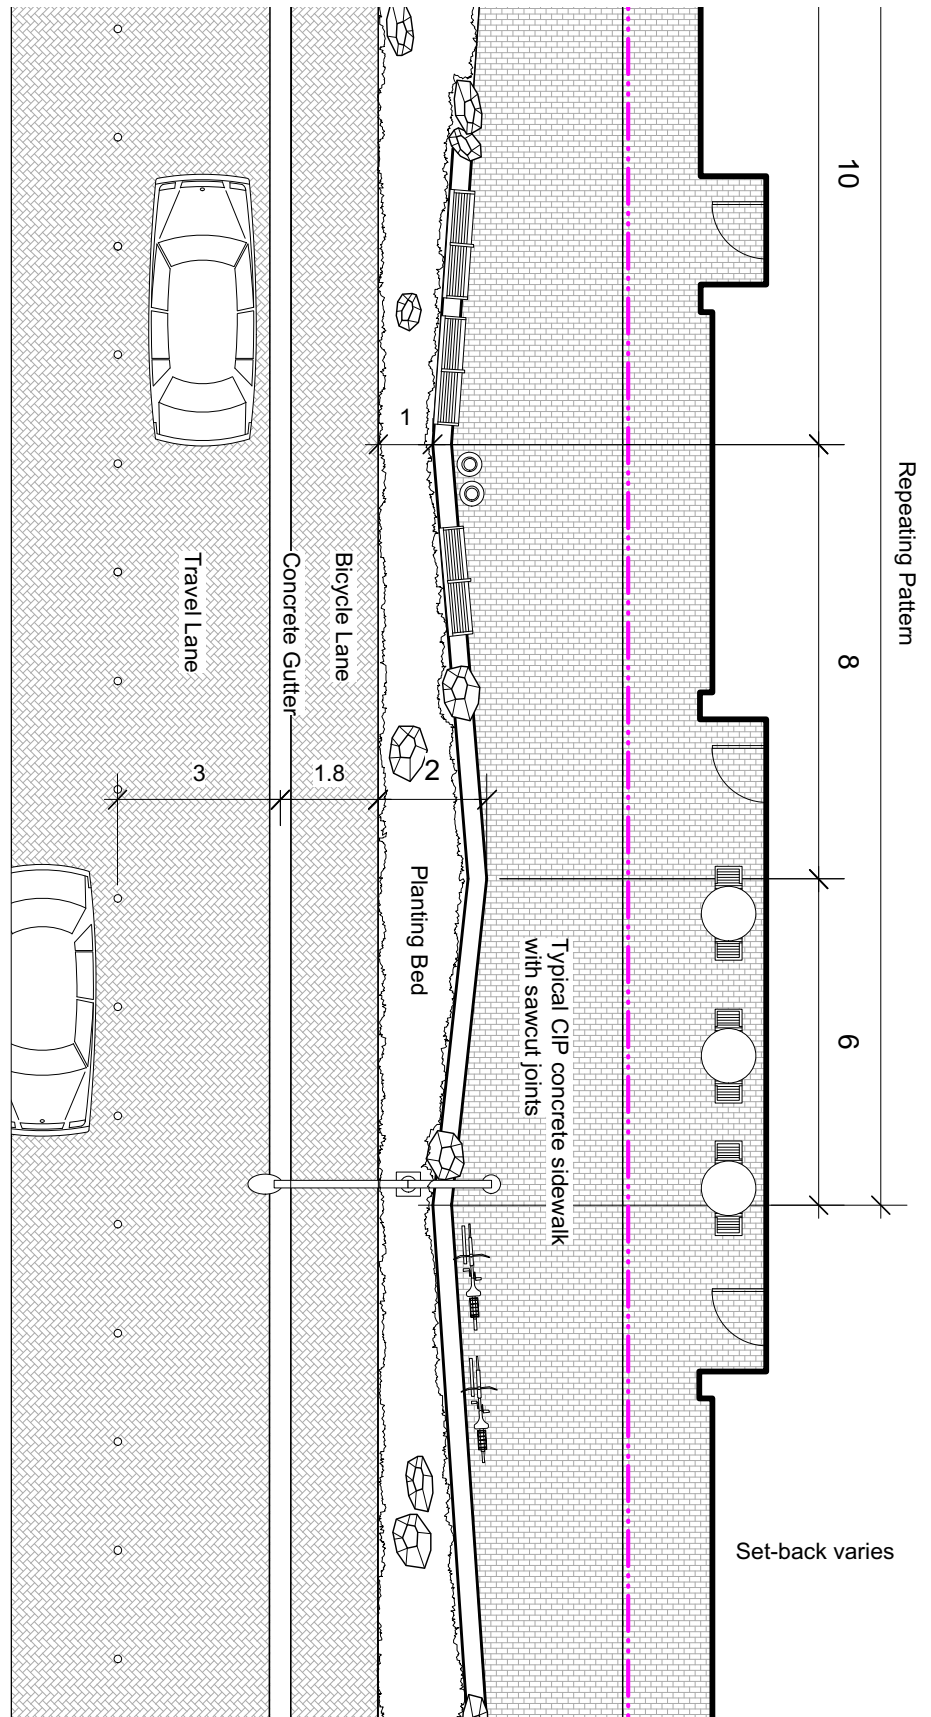 10
Repeating Pattern
1
Travel Lane
Concrete Gutter
Bicycle Lane
8
3
1.8
2
Planting Bed
Typical CIP concrete sidewalk
with sawcut joints
6
Set-back varies